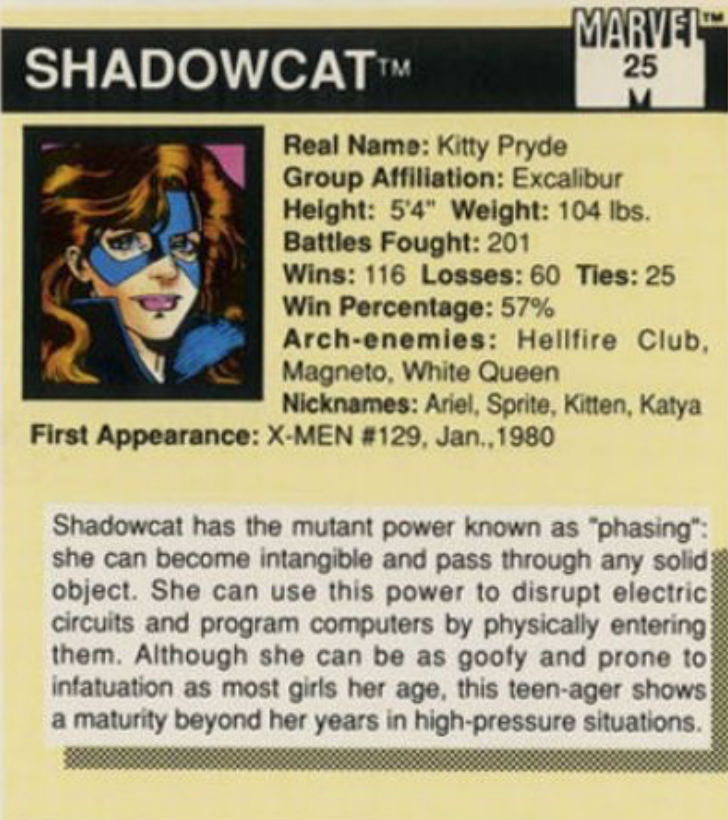 MARVEL™
SHADOWCAT™
25
M
Real Name: Kitty Pryde
Group Affiliation: Excalibur
Height: 5'4" Weight: 104 lbs.
Battles Fought: 201
Wins: 116 Losses: 60 Ties: 25
Win Percentage: 57%
Arch-enemies: Hellfire Club,
Magneto, White Queen
Nicknames: Ariel, Sprite, Kitten, Katya
First Appearance: X-MEN #129, Jan.,1980
Shadowcat has the mutant power known as "phasing":
she can become intangible and pass through any solid
object. She can use this power to disrupt electric
circuits and program computers by physically entering
them. Although she can be as goofy and prone to
infatuation as most girls her age, this teen-ager shows
a maturity beyond her years in high-pressure situations.